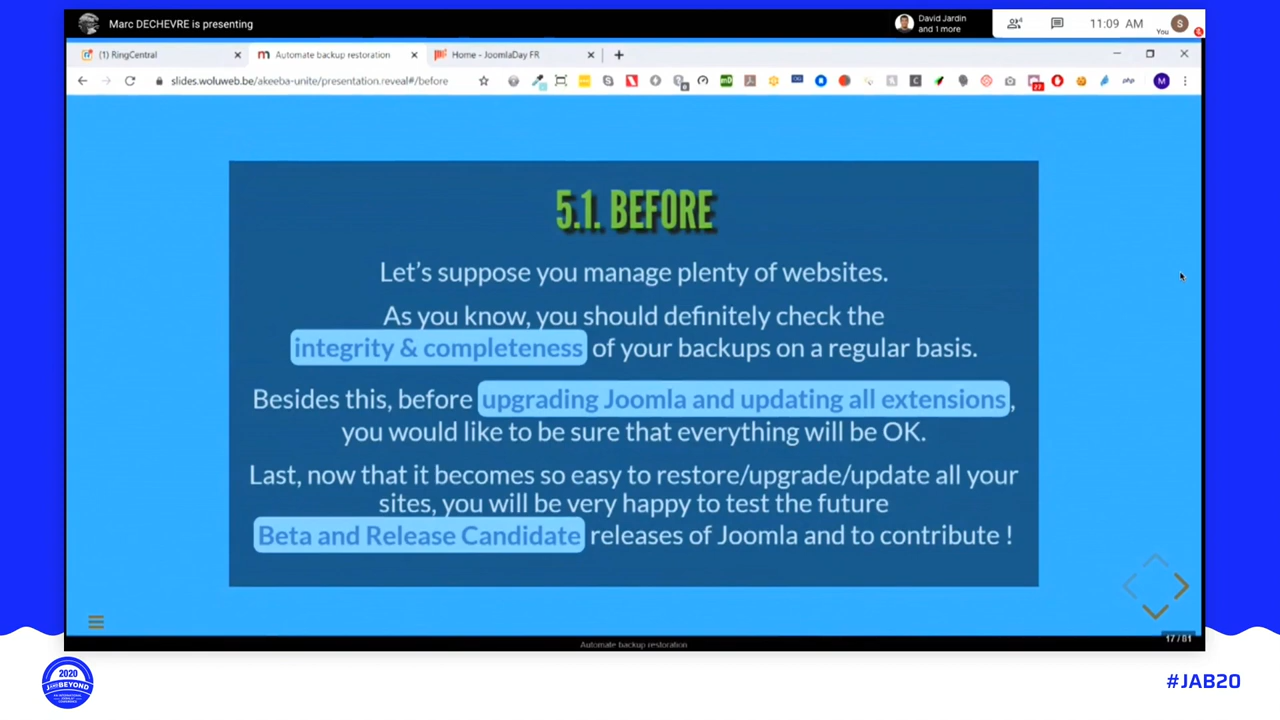 Marc DECHEVRE is presenting
David Jardin
and 1 more
4
11:09 AM
You
S
(1) RingCentral
Automate backup restoration
Home - JoomlaDay FR
slides.woluweb.be/akeeba-unite/presentation.reveal#/before
M
5.1. BEFORE
Let's suppose you manage plenty of websites.
As you know, you should definitely check the
integrity & completeness of your backups on a regular basis.
Besides this, before upgrading Joomla and updating all extensions,
you would like to be sure that everything will be OK.
Last, now that it becomes so easy to restore/upgrade/update all your
sites, you will be very happy to test the future
Beta and Release Candidate releases of Joomla and to contribute !
17 / 81
Automate backup restoration
2020
JANDBEYOND
#JAB20